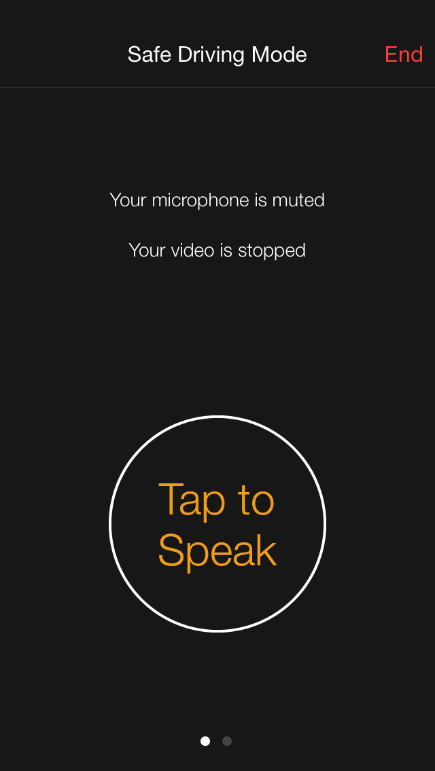 Safe Driving Mode End
Your microphone is muted
Your video is stopped
Tap to
Speak